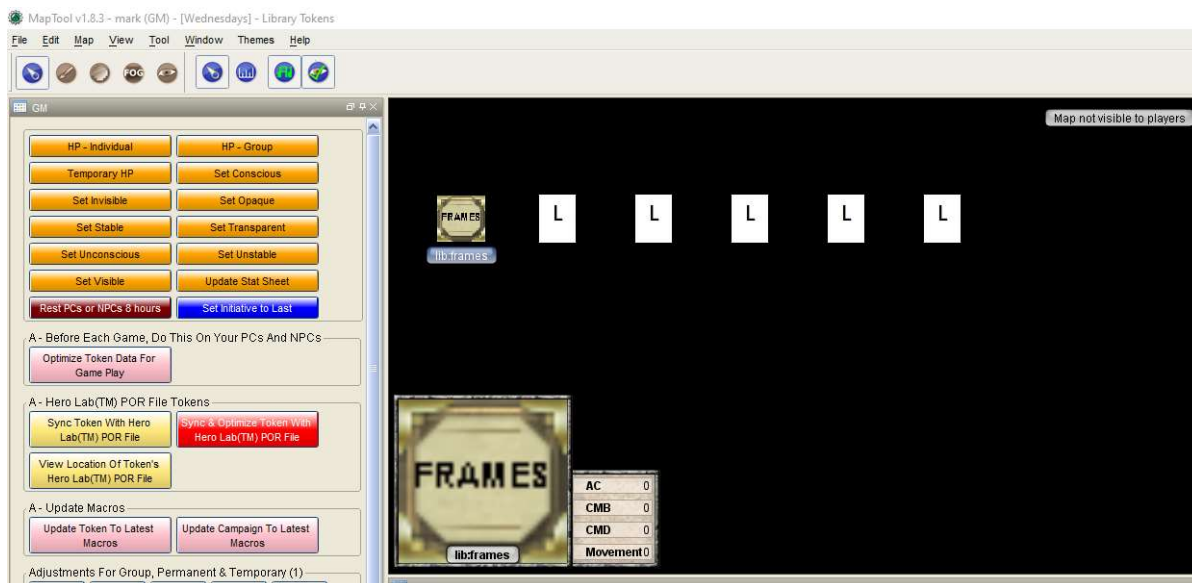 MapTool v1.8.3 - mark (GM) - [Wednesdays] - Library Tokens
File Edit Map View Tool Window Themes Help
FOG
GM
Map not visible to players
HP - Individual
HP - Group
Temporary HP
Set Conscious
Set Invisible
Set Opaque
Set Stable
Set Transparent
Set Unconscious
Set Unstable
Set Visible
Update Stat Sheet
Rest PCs or NPCs 8 hours
Set Initiative to Last
A - Before Each Game, Do This On Your PCs And NPCs
Optimize Token Data For
Game Play
A - Hero Lab(TM) POR File Tokens
Sync Token With Hero
Lab(TM) POR File
Sync & Optimize Token With
Hero Lab(TM) POR File
View Location Of Token's
Hero Lab(TM) POR File
A - Update Macros
Update Token To Latest
Macros
Update Campaign To Latest
Macros
Adjustments For Group, Permanent & Temporary (1)
FRAMES
lib:frames
L L L L L
FRAMES
lib:frames
AC 0
CMB 0
CMD 0
Movement 0